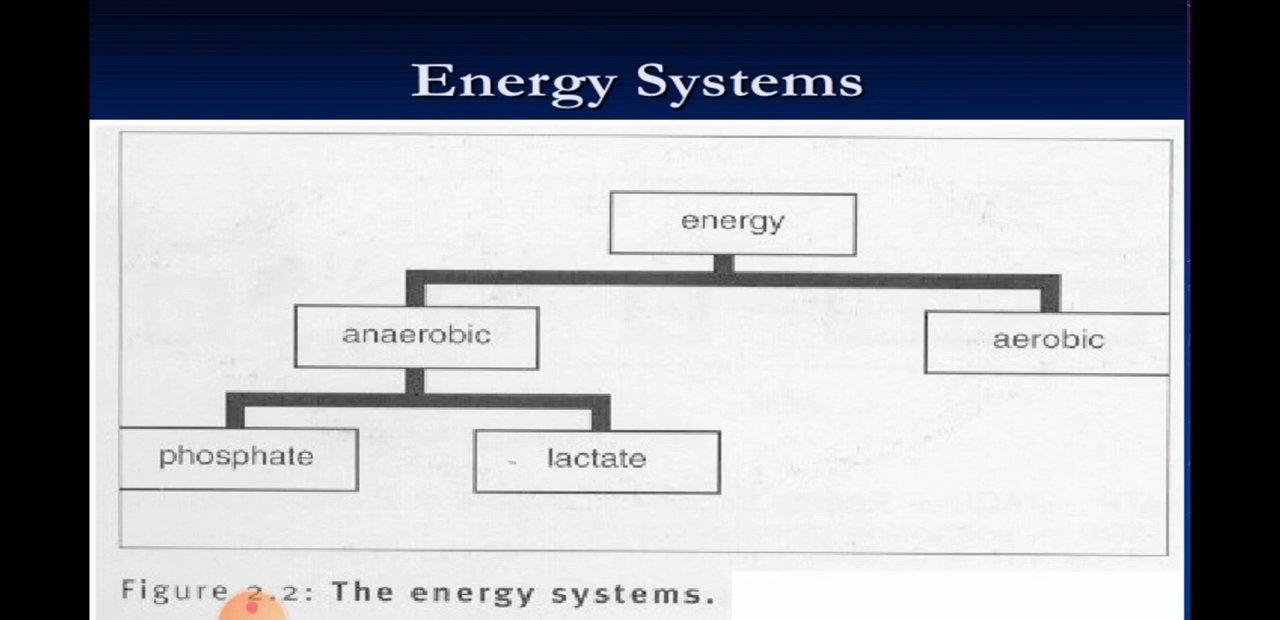 Energy Systems
energy
anaerobic
aerobic
phosphate
lactate
Figure 2.2: The energy systems.